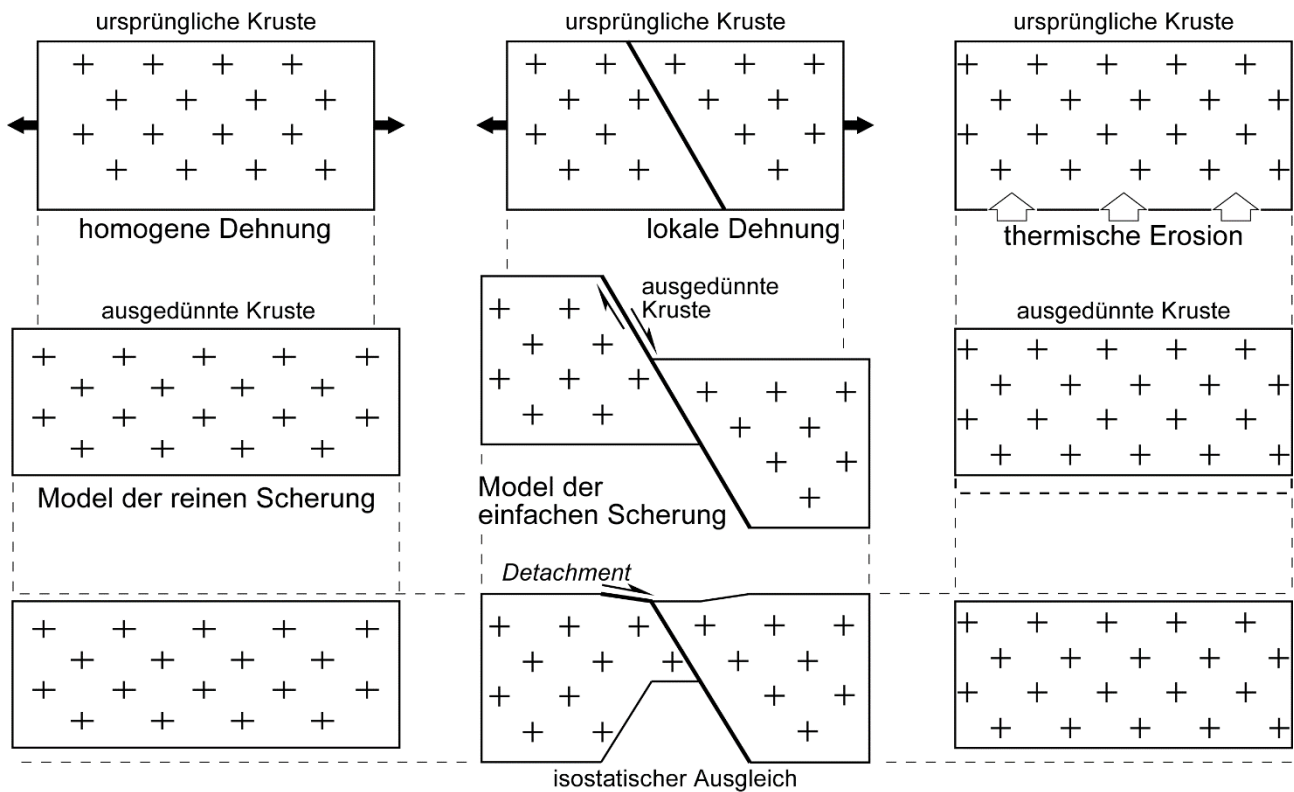 ursprüngliche Kruste
ursprüngliche Kruste
ursprüngliche Kruste
homogene Dehnung
lokale Dehnung
thermische Erosion
ausgedünnte Kruste
ausgedünnte
Kruste
ausgedünnte Kruste
Model der reinen Scherung
Model der
einfachen Scherung
Detachment
isostatischer Ausgleich